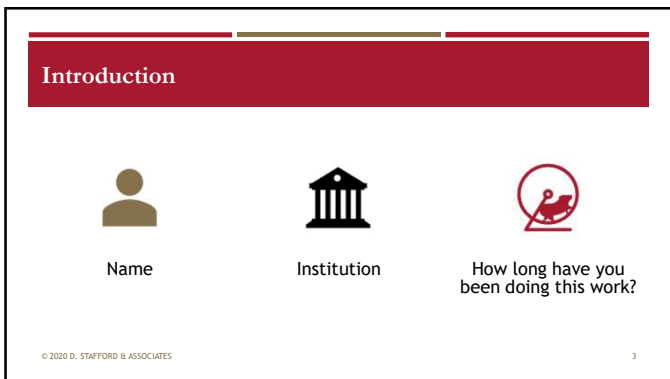 Introduction
Name
Institution
How long have you
been doing this work?
© 2020 D. STAFFORD & ASSOCIATES
3